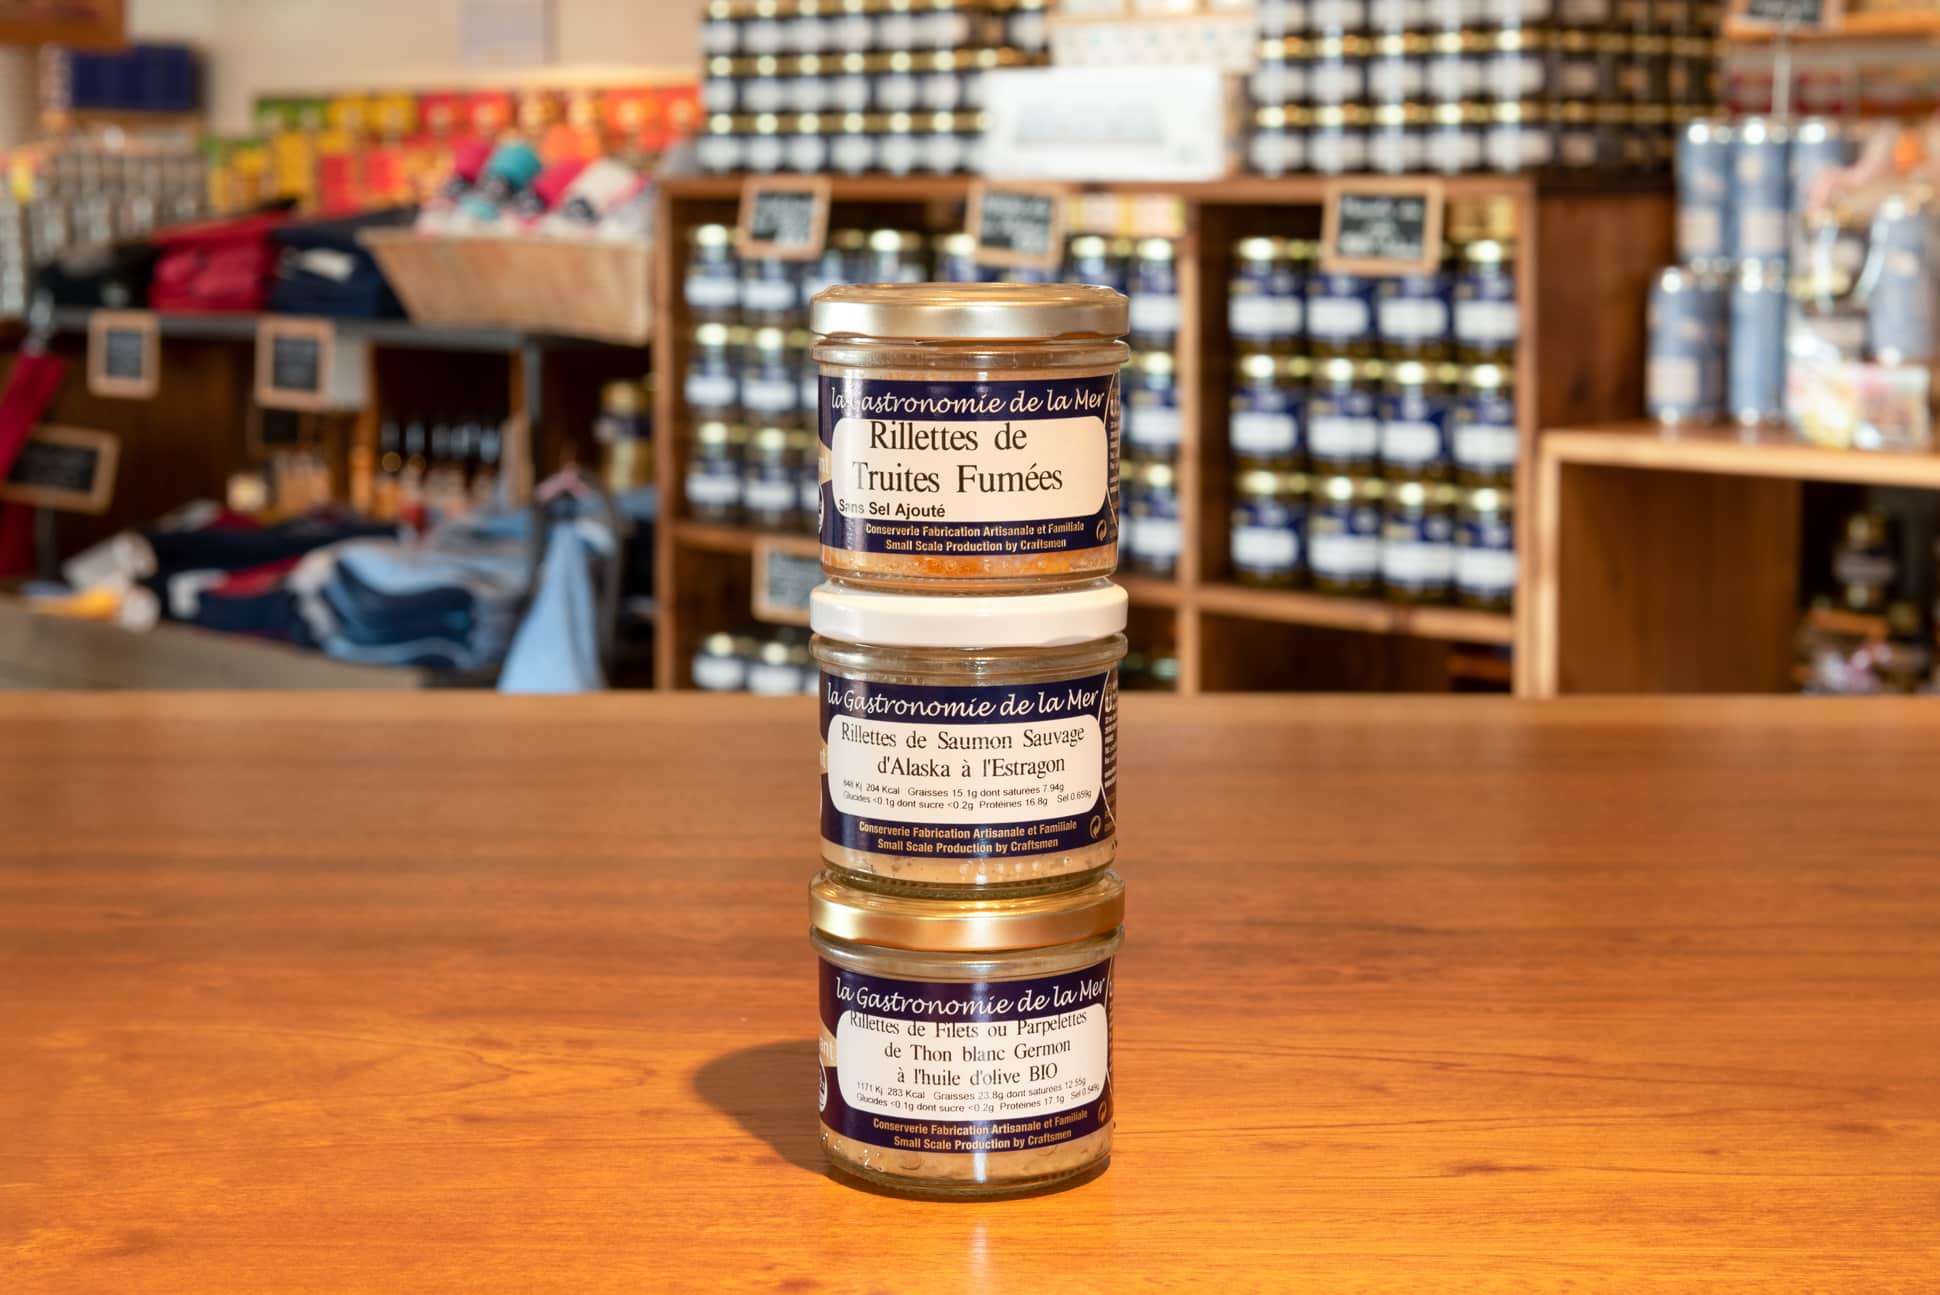 la Gastronomie de la Mer
Rillettes de
Truites Fumées
Sans Sel Ajouté
Conserverie Fabrication Artisanale et Familiale
Small Scale Production by Craftsmen
la Gastronomie de la Mer
Rillettes de Saumon Sauvage
d'Alaska à l'Estragon
848 Kj 204 Kcal Graisses 15.1g dont saturees 7.94g
Glucides <0.1g dont sucre <0.2g Protéines 16.8g Sel 0.659g
Conserverie Fabrication Artisanale et Familiale
Small Scale Production by Craftsmen
la Gastronomie de la Mer
Rillettes de Filets ou Parpelettes
de Thon blanc Germon
à l'huile d'olive BIO
1171 Kj 283 Kcal Graisses 23.8g dont saturées 12.55g
Glucides <0.1g dont sucre <0.2g Protéines 17.1g Sel 0.549g
Conserverie Fabrication Artisanale et Familiale
Small Scale Production by Craftsmen